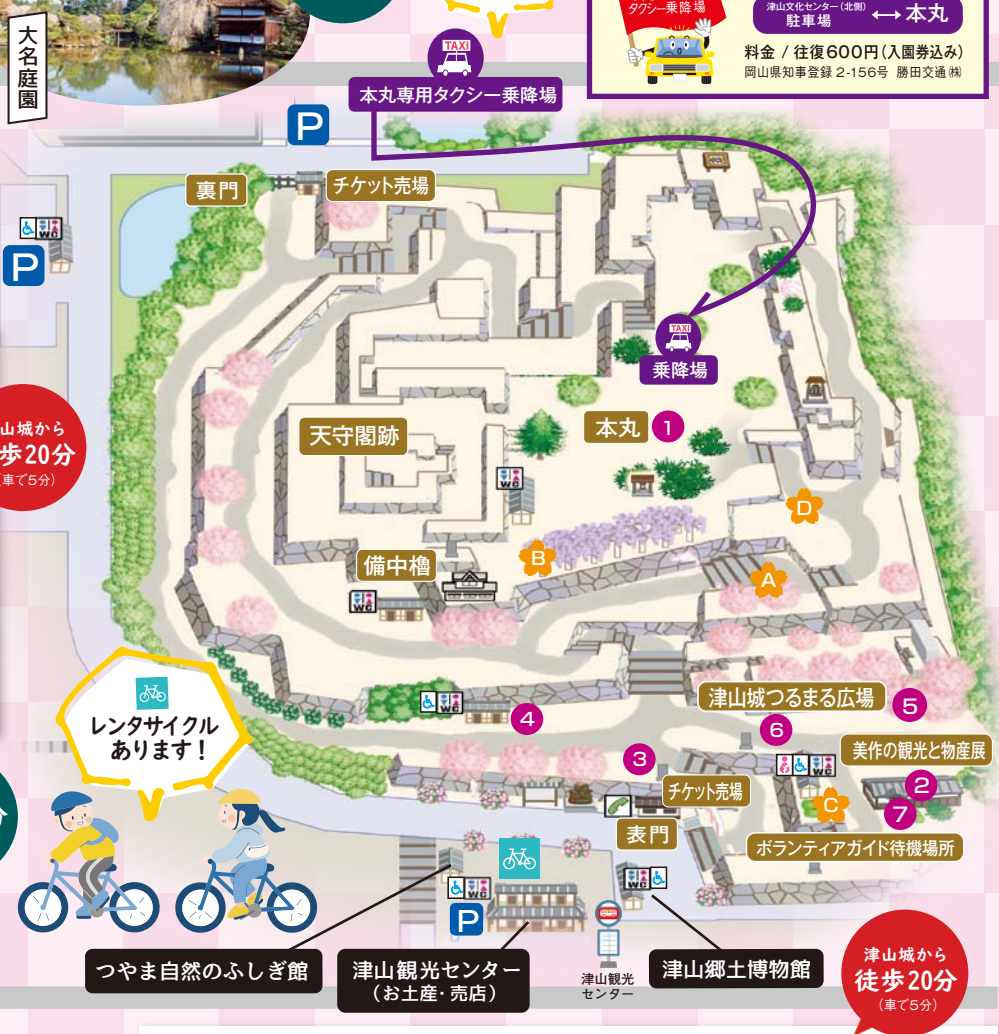 大名庭園
タクシー乗降場
津山文化センター(北側)
駐車場 ⟷ 本丸
料金 / 往復600円(入園券込み)
岡山県知事登録 2-156号 勝田交通㈱
TAXI
本丸専用タクシー乗降場
P
裏門
チケット売場
WC
P
TAXI
乗降場
山城から
歩20分
車で5分)
天守閣跡
本丸
1
WC
D
B
A
備中櫓
WC
レンタサイクル
あります!
WC
4
津山城つるまる広場
5
6
3
美作の観光と物産展
WC
2
チケット売場
C
7
表門
ボランティアガイド待機場所
WC
P
WC
つやま自然のふしぎ館
津山観光センター
(お土産・売店)
津山観光
センター
津山郷土博物館
津山城から
徒歩20分
(車で5分)